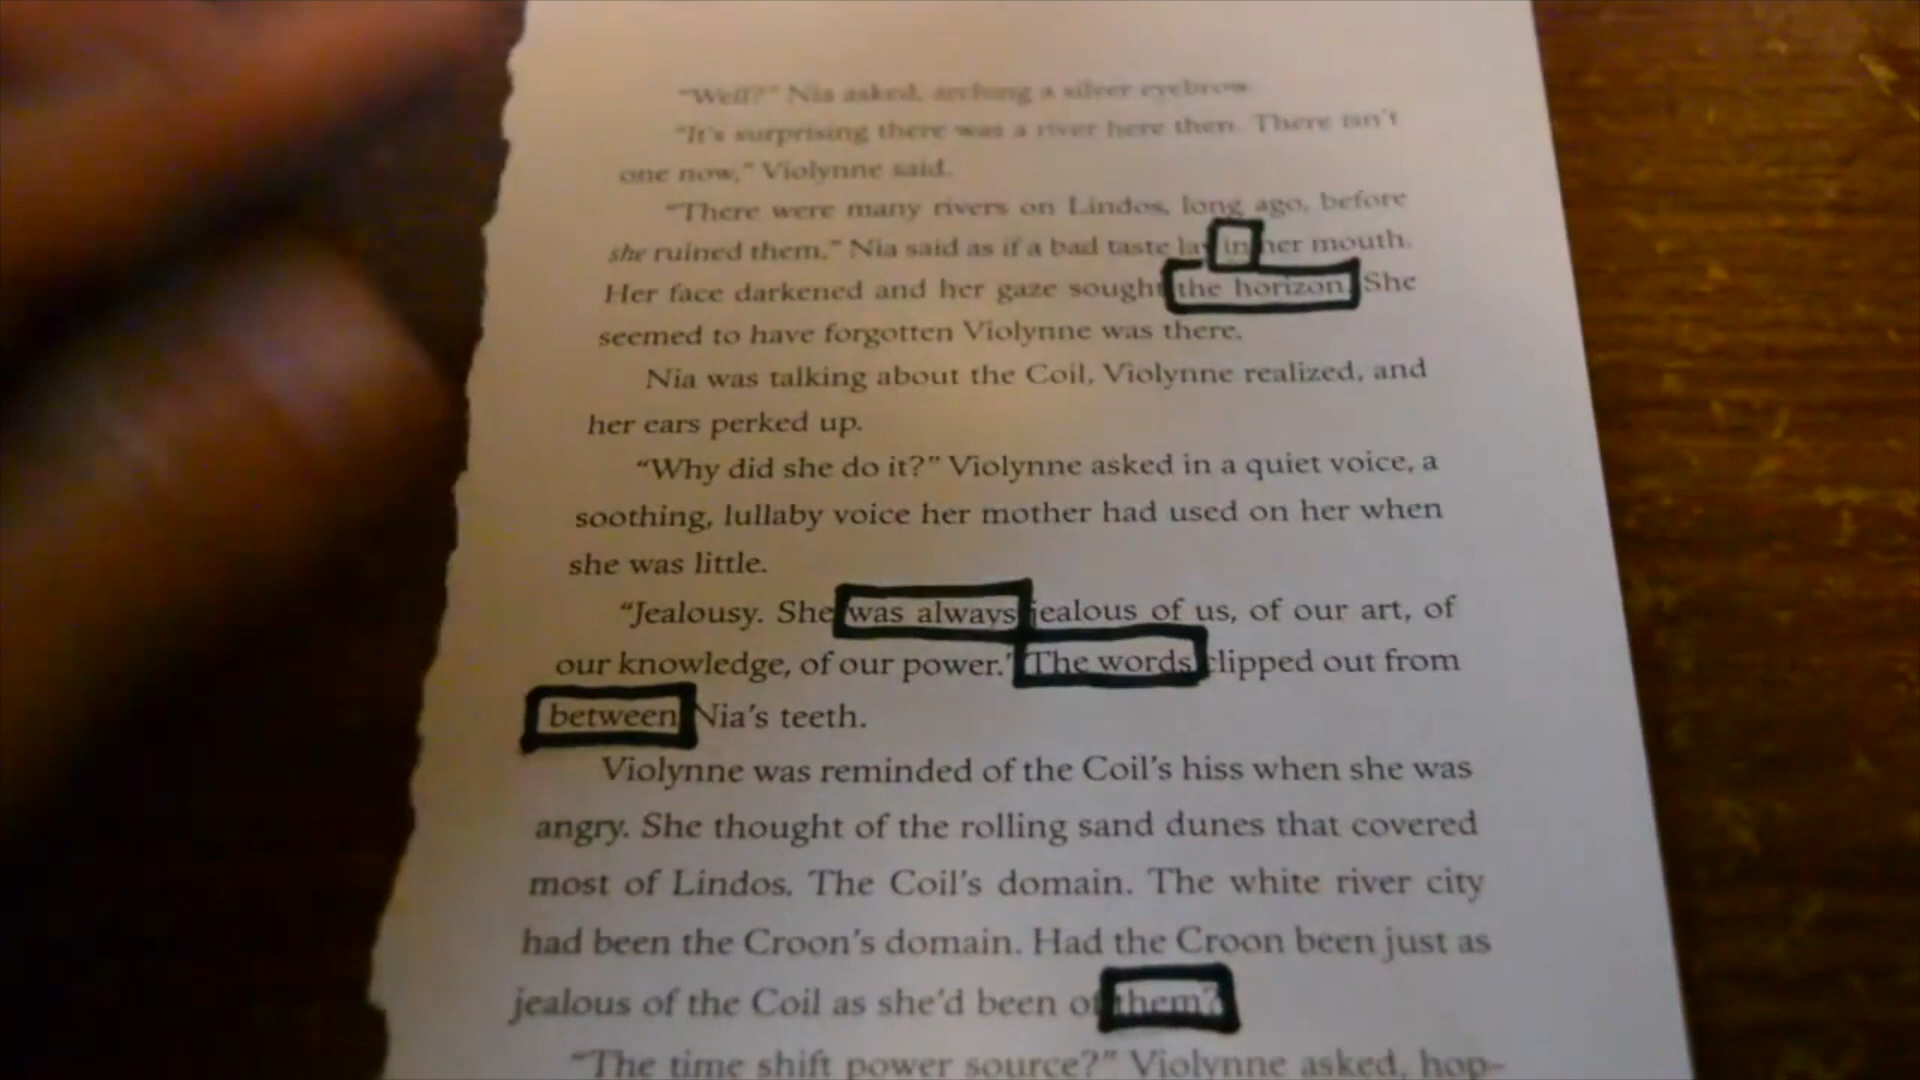 "Well?" Nia asked, arching a silver eyebrow.
"It's surprising there was a river here then. There isn't
one now," Violynne said.
"There were many rivers on Lindos, long ago, before
she ruined them." Nia said as if a bad taste lay in her mouth.
Her face darkened and her gaze sought the horizon. She
seemed to have forgotten Violynne was there.
Nia was talking about the Coil, Violynne realized, and
her ears perked up.
"Why did she do it?" Violynne asked in a quiet voice, a
soothing, lullaby voice her mother had used on her when
she was little.
"Jealousy. She was always jealous of us, of our art, of
our knowledge, of our power." The words clipped out from
between Nia's teeth.
Violynne was reminded of the Coil's hiss when she was
angry. She thought of the rolling sand dunes that covered
most of Lindos. The Coil's domain. The white river city
had been the Croon's domain. Had the Croon been just as
jealous of the Coil as she'd been of them?
"The time shift power source?" Violynne asked, hop-